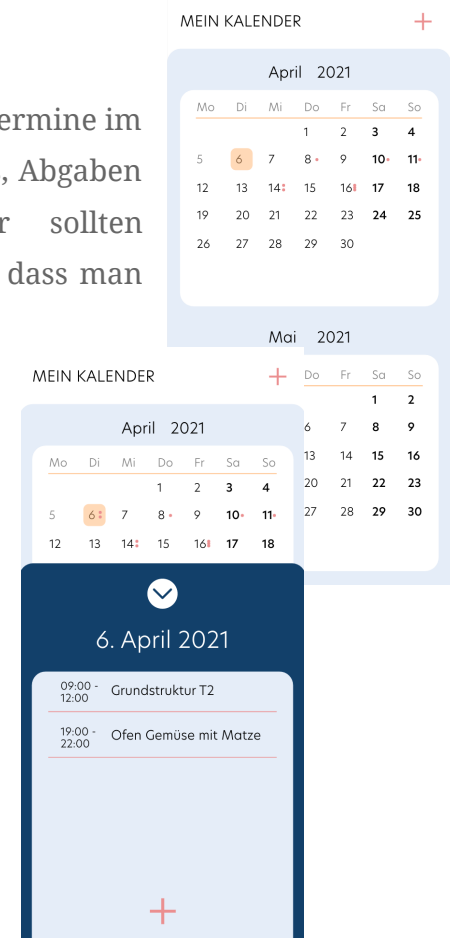 ermine im
, Abgaben
r sollten
dass man
MEIN KALENDER +
April 2021
Mo Di Mi Do Fr Sa So
1 2 3 4
5 6 7 8 9 10 11
12 13 14 15 16 17 18
19 20 21 22 23 24 25
26 27 28 29 30
Mai 2021
Do Fr Sa So
1 2
6 7 8 9
13 14 15 16
20 21 22 23
27 28 29 30
MEIN KALENDER +
April 2021
Mo Di Mi Do Fr Sa So
1 2 3 4
5 6 7 8 9 10 11
12 13 14 15 16 17 18
6. April 2021
09:00 - Grundstruktur T2
12:00
19:00 - Ofen Gemüse mit Matze
22:00
+